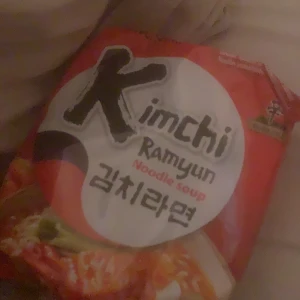 Kimchi
Ramyun
Noodle soup
김치라면